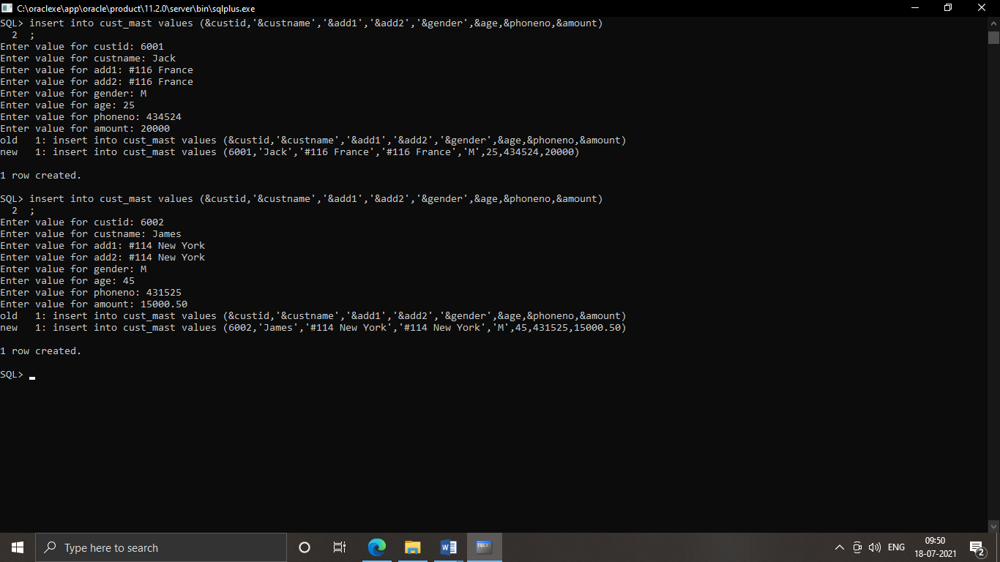 C:\oraclexe\app\oracle\product\11.2.0\server\bin\sqlplus.exe
SQL> insert into cust_mast values (&custid,'&custname','&add1','&add2','&gender',&age,&phoneno,&amount)
  2  ;
Enter value for custid: 6001
Enter value for custname: Jack
Enter value for add1: #116 France
Enter value for add2: #116 France
Enter value for gender: M
Enter value for age: 25
Enter value for phoneno: 434524
Enter value for amount: 20000
old   1: insert into cust_mast values (&custid,'&custname','&add1','&add2','&gender',&age,&phoneno,&amount)
new   1: insert into cust_mast values (6001,'Jack','#116 France','#116 France','M',25,434524,20000)
1 row created.
SQL> insert into cust_mast values (&custid,'&custname','&add1','&add2','&gender',&age,&phoneno,&amount)
  2  ;
Enter value for custid: 6002
Enter value for custname: James
Enter value for add1: #114 New York
Enter value for add2: #114 New York
Enter value for gender: M
Enter value for age: 45
Enter value for phoneno: 431525
Enter value for amount: 15000.50
old   1: insert into cust_mast values (&custid,'&custname','&add1','&add2','&gender',&age,&phoneno,&amount)
new   1: insert into cust_mast values (6002,'James','#114 New York','#114 New York','M',45,431525,15000.50)
1 row created.
SQL>
Type here to search
W
SQL>
ENG
09:50
18-07-2021
2